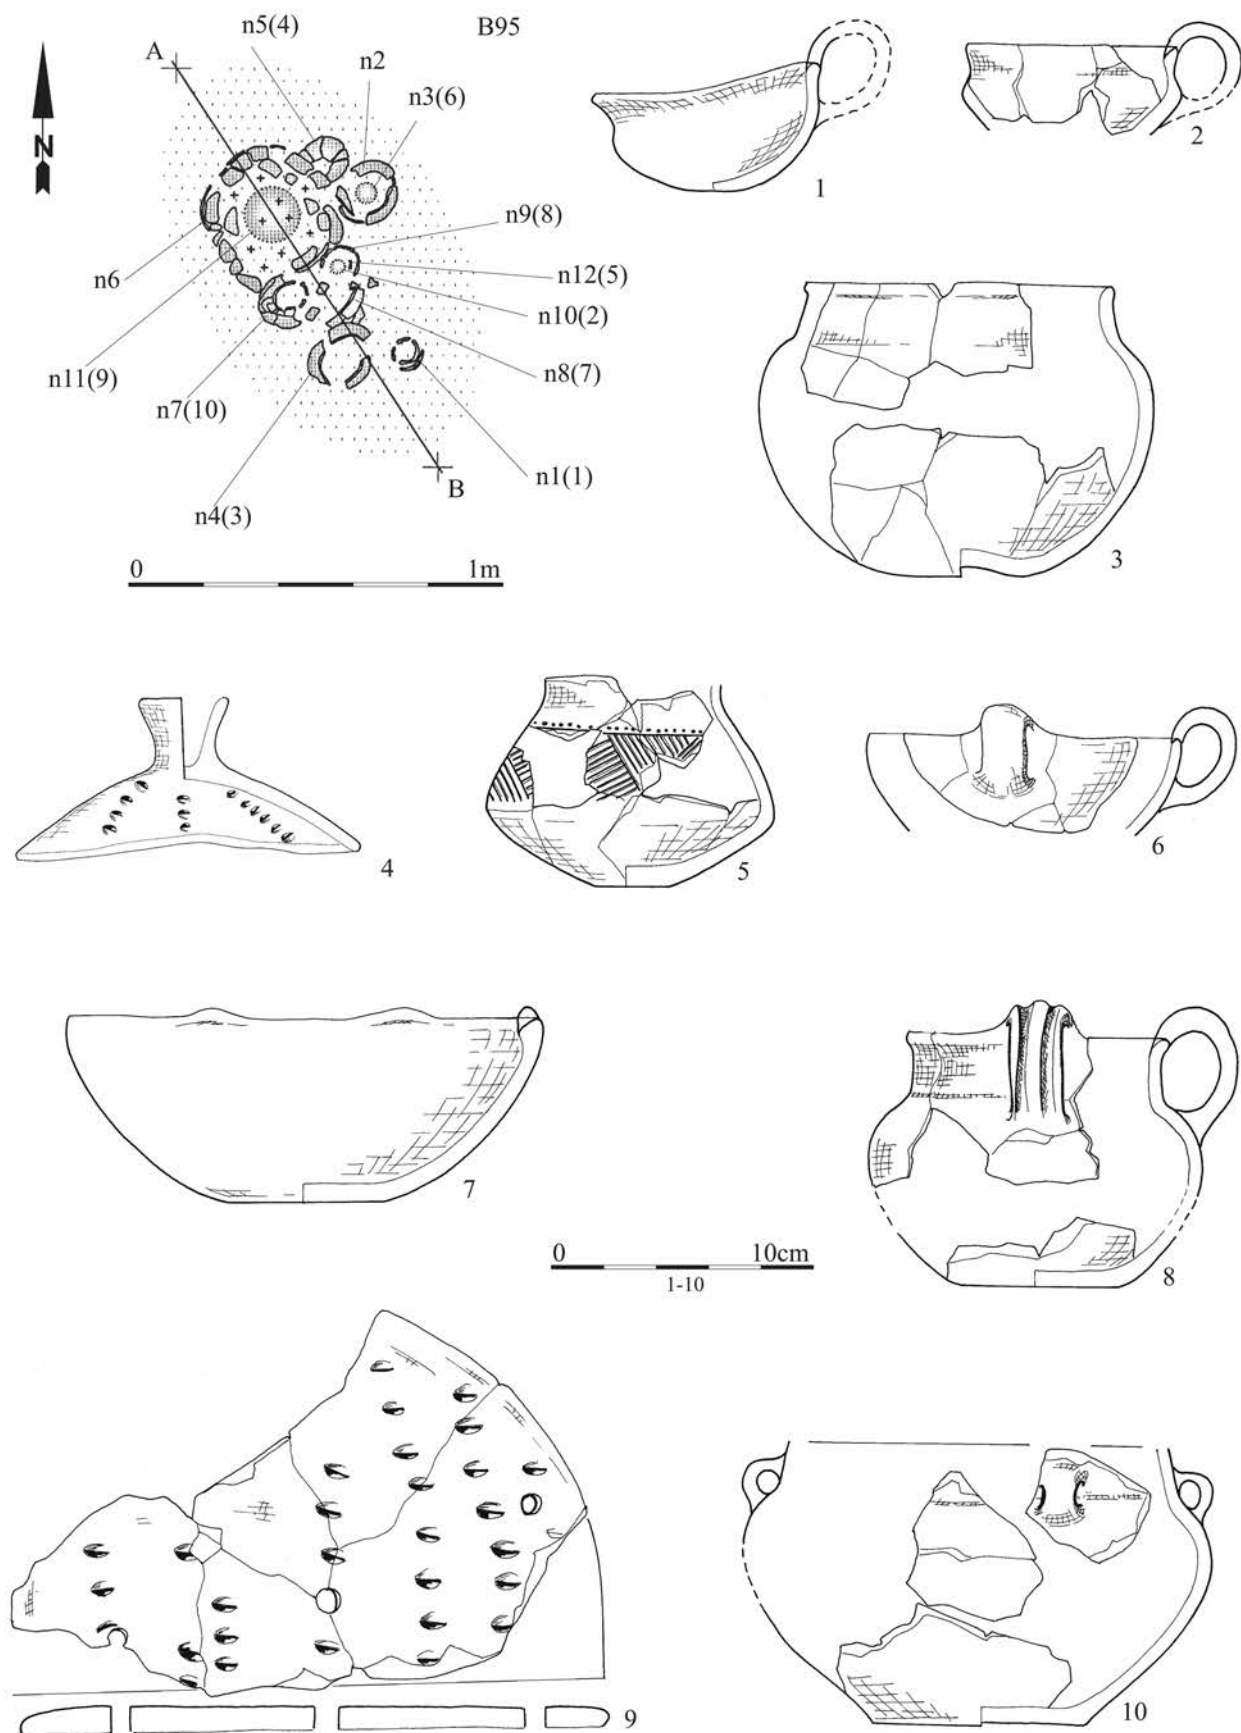 B95
n5(4)
n2
n3(6)
A
N
n9(8)
n12(5)
n10(2)
n8(7)
n6
n11(9)
n7(10)
n1(1)
n4(3)
B
0 1m
1
2
3
4
5
6
7
8
0 10cm
1-10
9
10